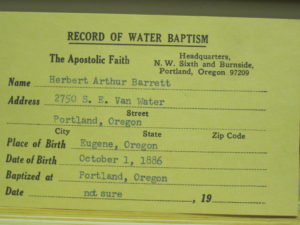 RECORD OF WATER BAPTISM
The Apostolic Faith
Headquarters,
N. W. Sixth and Burnside,
Portland, Oregon 97209
Name Herbert Arthur Barrett
Address 2750 S. E. Van Water
Street
Portland, Oregon
City State Zip Code
Place of Birth Eugene, Oregon
Date of Birth October 1, 1886
Baptized at Portland, Oregon
Date not sure , 19